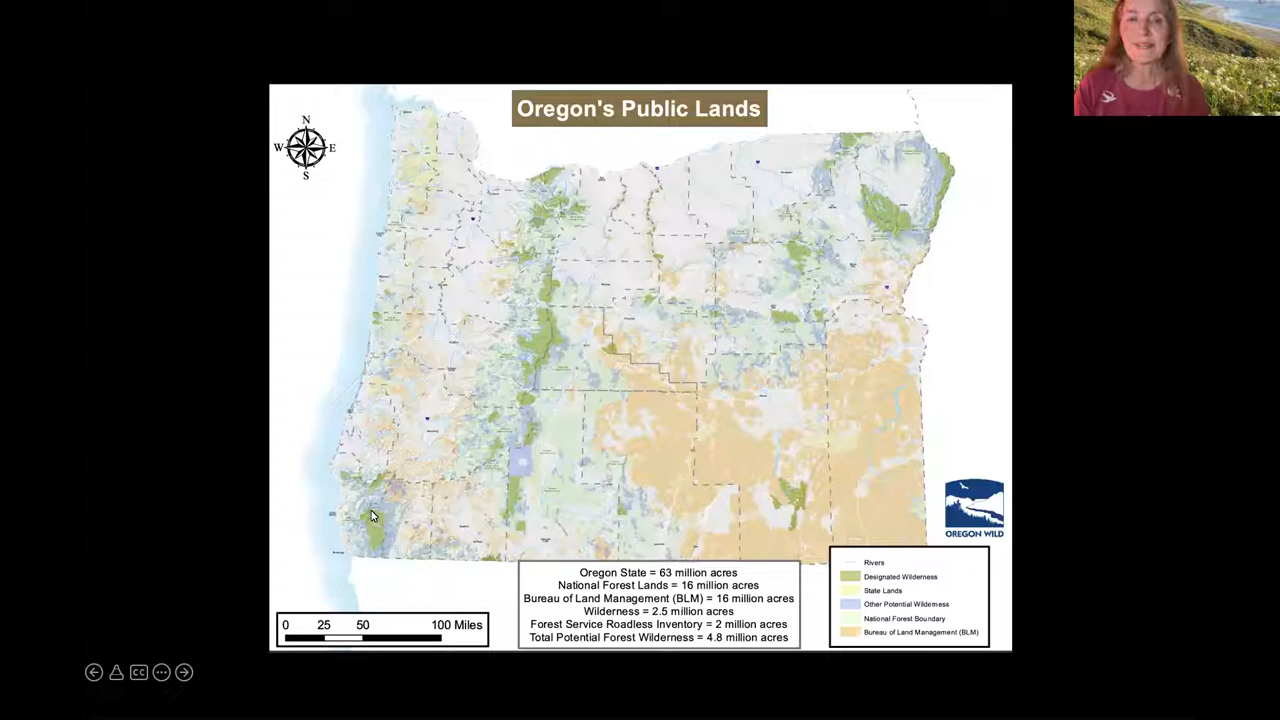 Oregon's Public Lands
N
W E
S
OREGON WILD
Oregon State = 63 million acres
National Forest Lands = 16 million acres
Bureau of Land Management (BLM) = 16 million acres
Wilderness = 2.5 million acres
Forest Service Roadless Inventory = 2 million acres
Total Potential Forest Wilderness = 4.8 million acres
Rivers
Designated Wilderness
State Lands
Other Potential Wilderness
National Forest Boundary
Bureau of Land Management (BLM)
0 25 50 100 Miles
CC